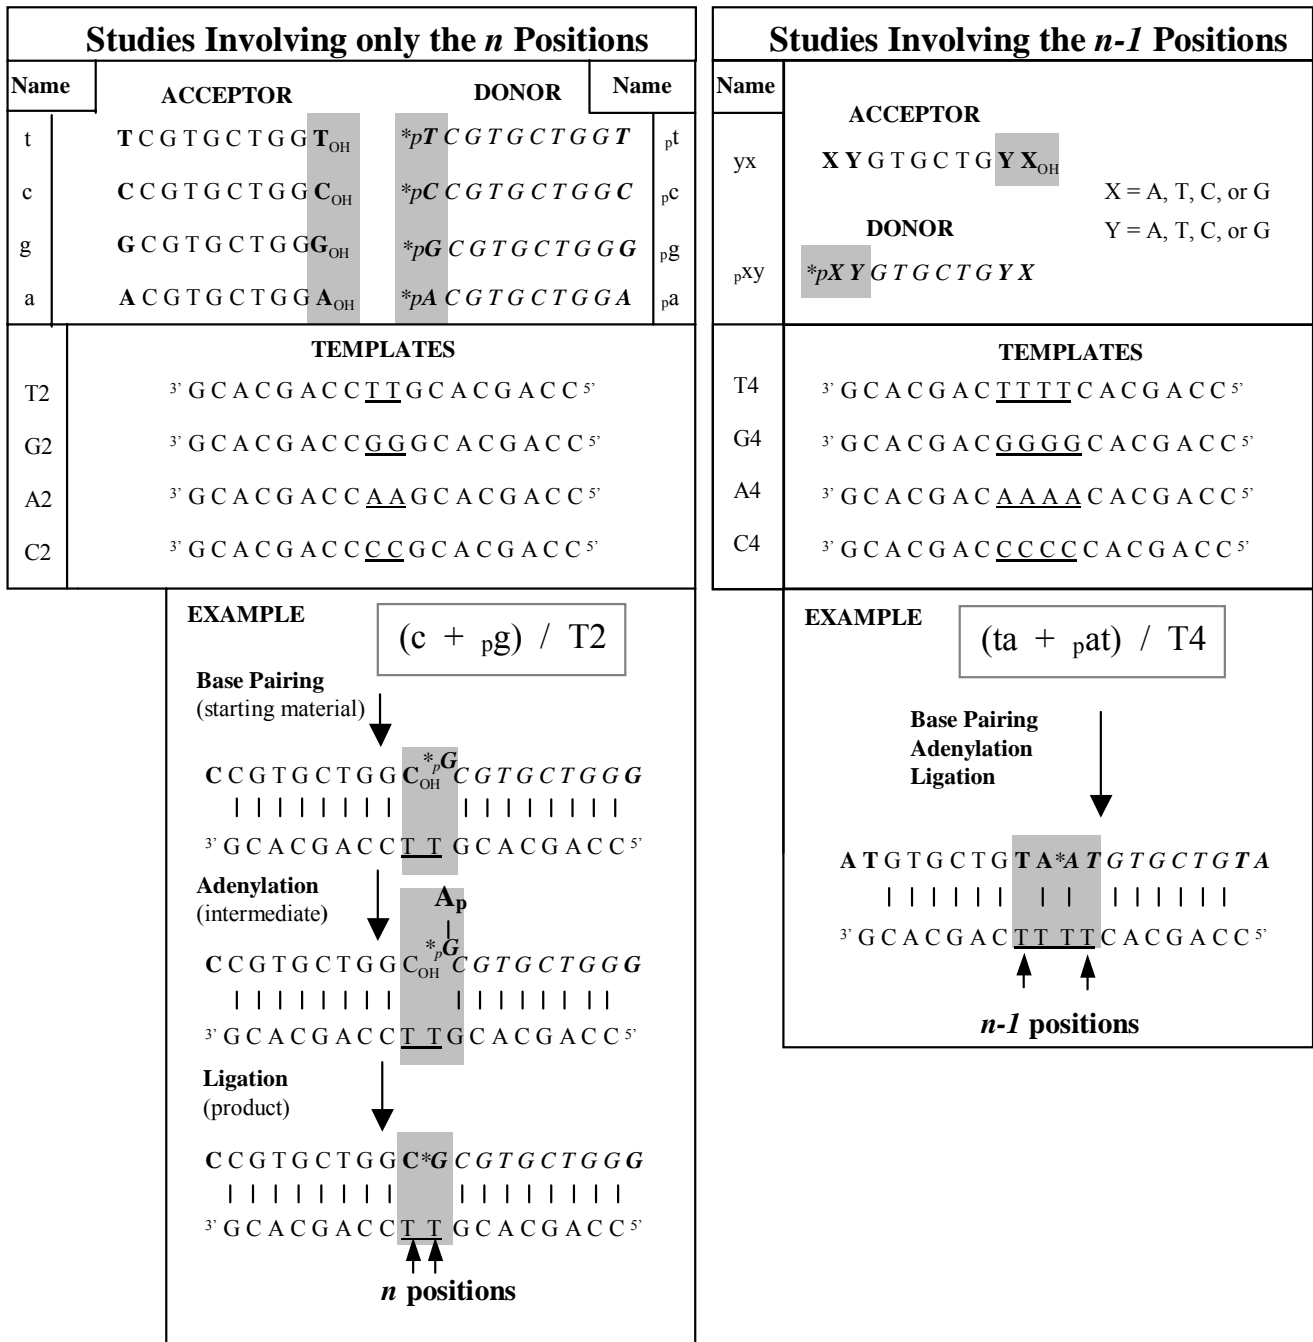 Studies Involving only the n Positions
Name
ACCEPTOR
DONOR
Name
t
T C G T G C T G G T OH
*pT C G T G C T G G T
pt
c
C C G T G C T G G C OH
*pC C G T G C T G G C
pc
g
G C G T G C T G G G OH
*pG C G T G C T G G G
pg
a
A C G T G C T G G A OH
*pA C G T G C T G G A
pa
TEMPLATES
T2
3' G C A C G A C C T T G C A C G A C C 5'
G2
3' G C A C G A C C G G G C A C G A C C 5'
A2
3' G C A C G A C C A A G C A C G A C C 5'
C2
3' G C A C G A C C C C G C A C G A C C 5'
EXAMPLE
(c + pg) / T2
Base Pairing
(starting material)
C C G T G C T G G C OH *pG C G T G C T G G G
3' G C A C G A C C T T G C A C G A C C 5'
Adenylation
(intermediate)
Ap
C C G T G C T G G C OH *pG C G T G C T G G G
3' G C A C G A C C T T G C A C G A C C 5'
Ligation
(product)
C C G T G C T G G C*G C G T G C T G G G
3' G C A C G A C C T T G C A C G A C C 5'
n positions
Studies Involving the n-1 Positions
Name
ACCEPTOR
yx
X Y G T G C T G Y X OH
X = A, T, C, or G
Y = A, T, C, or G
DONOR
pxy
*pX Y G T G C T G Y X
TEMPLATES
T4
3' G C A C G A C T T T T C A C G A C C 5'
G4
3' G C A C G A C G G G G C A C G A C C 5'
A4
3' G C A C G A C A A A A C A C G A C C 5'
C4
3' G C A C G A C C C C C C A C G A C C 5'
EXAMPLE
(ta + pat) / T4
Base Pairing
Adenylation
Ligation
A T G T G C T G T A*A T G T G C T G T A
3' G C A C G A C T T T T C A C G A C C 5'
n-1 positions